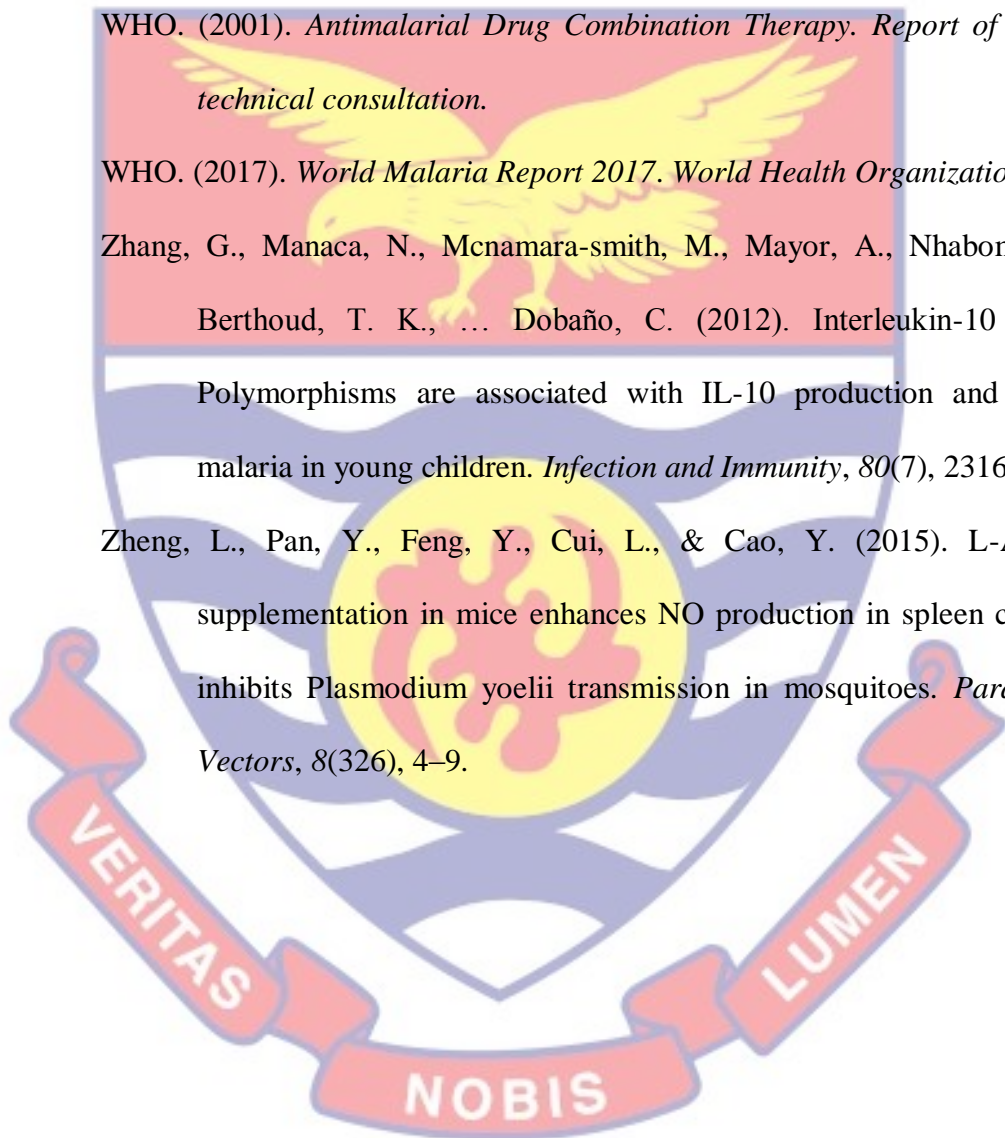 WHO. (2001). Antimalarial Drug Combination Therapy. Report of
technical consultation.
WHO. (2017). World Malaria Report 2017. World Health
Zhang, G., Manaca, N., Mcnamara-smith, M., Mayor, A.,
Berthoud, T. K., … Dobaño, C. (2012). Interleukin-10
Polymorphisms are associated with IL-10 production and
malaria in young children. Infection and Immunity, 80(7), 2316
Zheng, L., Pan, Y., Feng, Y., Cui, L., & Cao, Y. (2015).
supplementation in mice enhances NO production in spleen
inhibits Plasmodium yoelii transmission in mosquitoes.
Vectors, 8(326), 4–9.
VERITAS
NOBIS
LUMEN